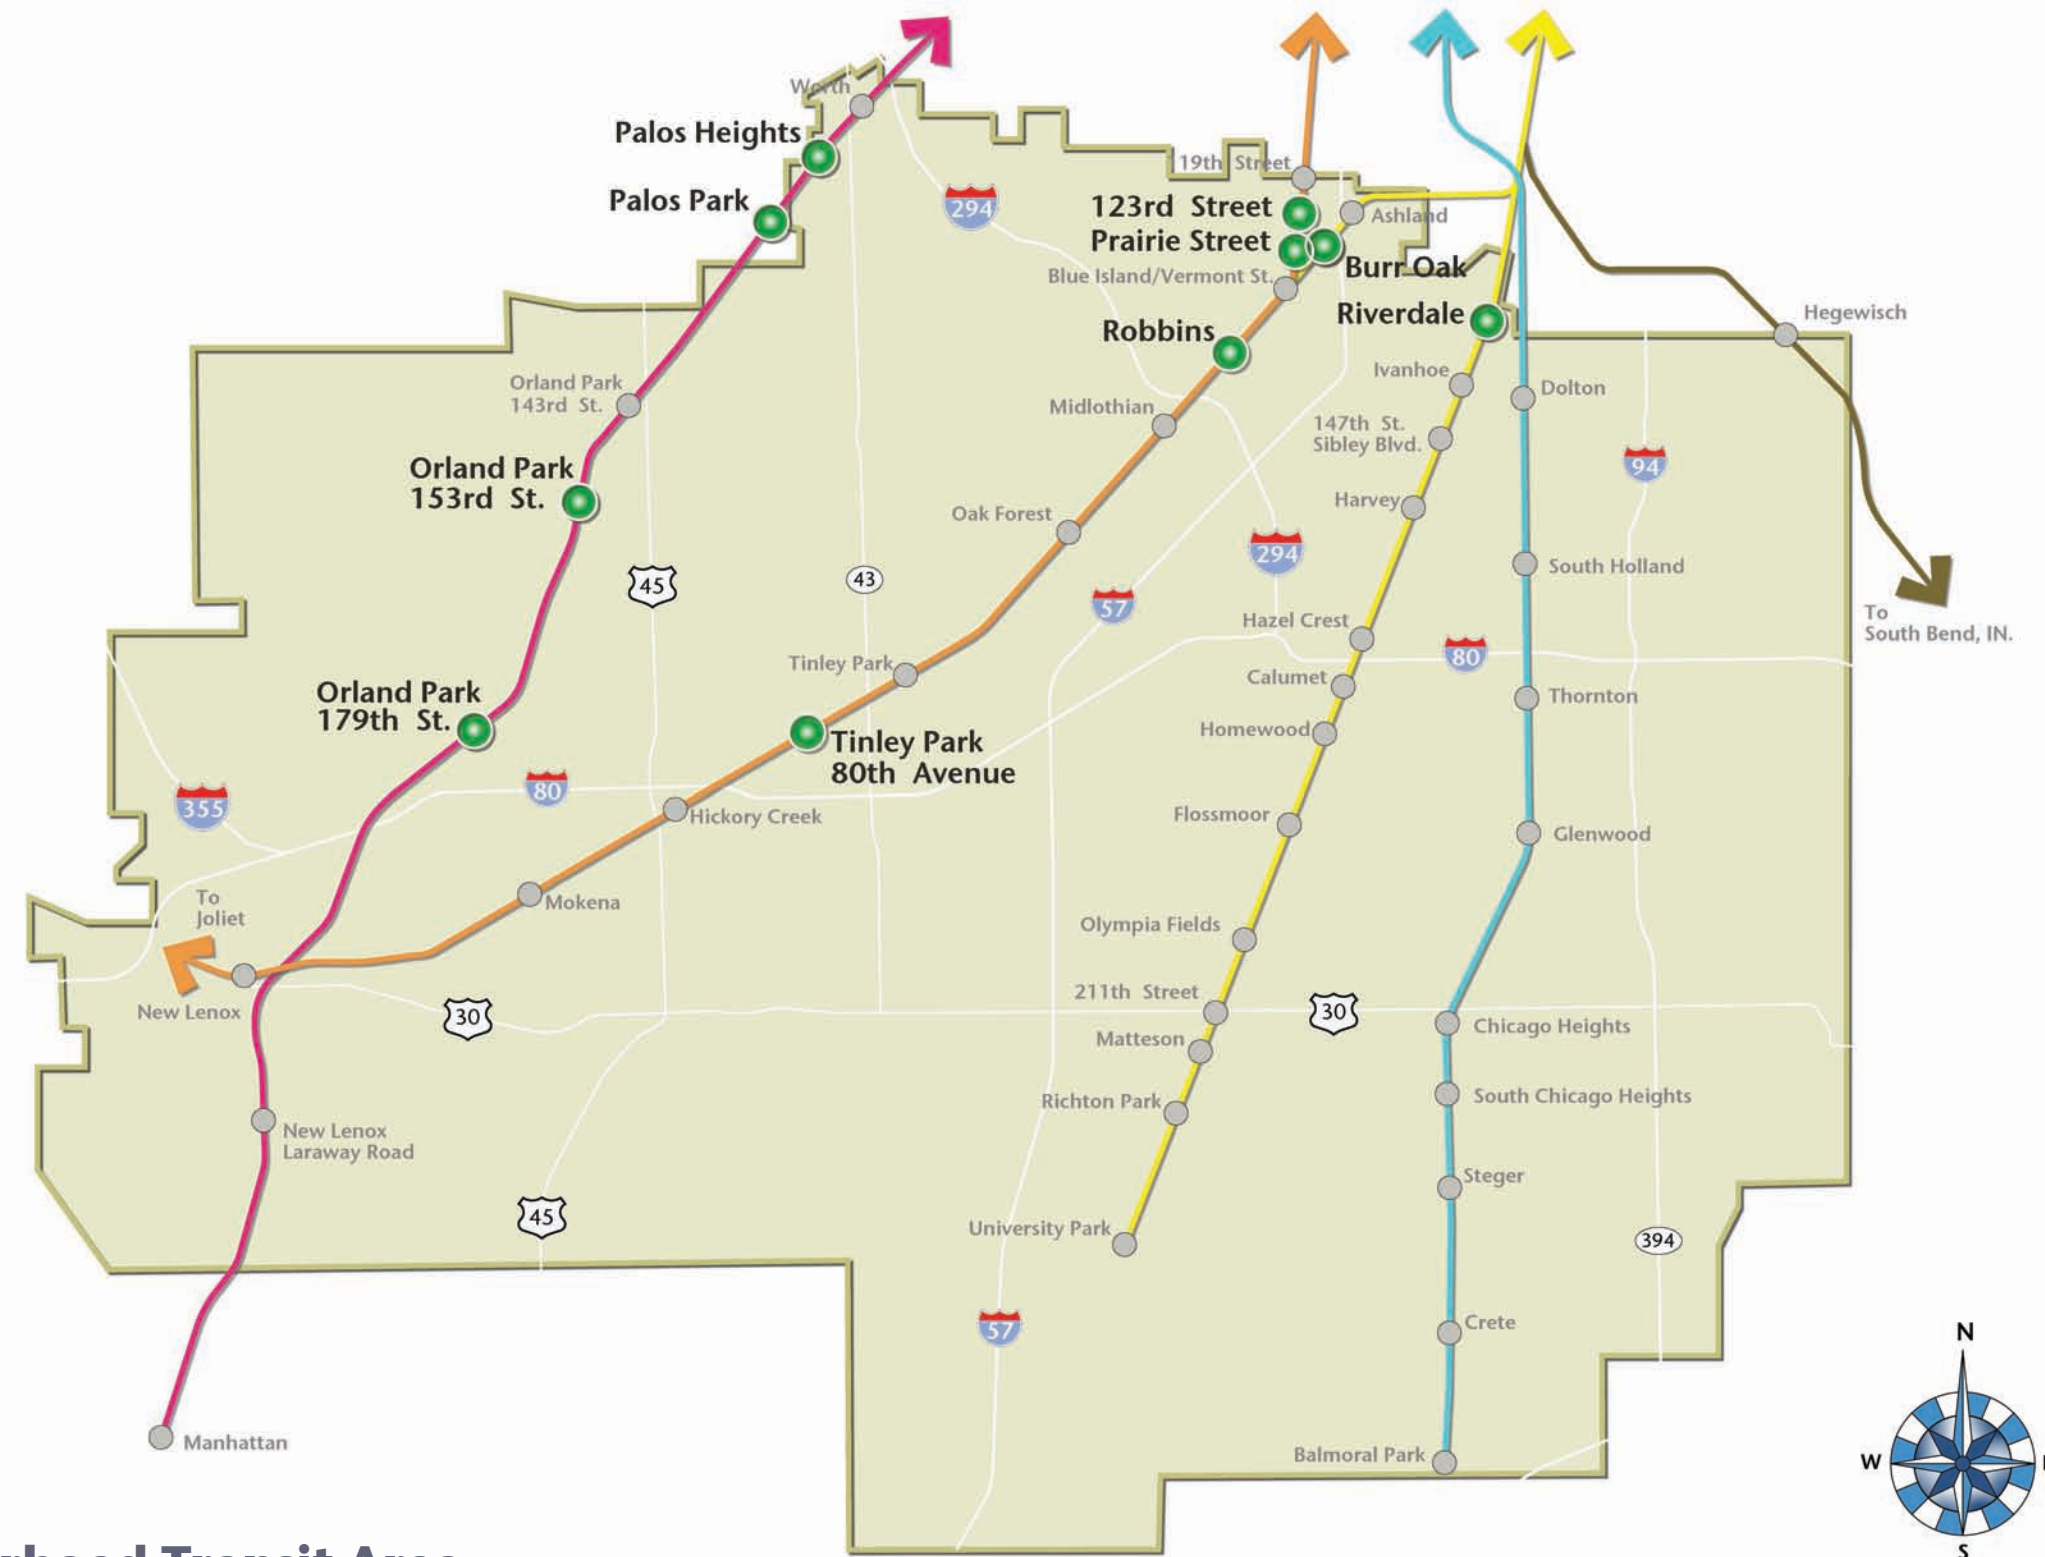 Worth
Palos Heights
Palos Park
294
119th Street
123rd Street
Prairie Street
Ashland
Blue Island/Vermont St.
Burr Oak
Riverdale
Robbins
Hegewisch
Ivanhoe
Dolton
Orland Park
143rd St.
Midlothian
147th St.
Sibley Blvd.
94
Orland Park
153rd St.
Harvey
Oak Forest
294
South Holland
45
43
57
To
South Bend, IN.
Hazel Crest
80
Tinley Park
Calumet
Thornton
Orland Park
179th St.
Homewood
Tinley Park
80th Avenue
80
355
Hickory Creek
Flossmoor
Glenwood
To
Joliet
Mokena
Olympia Fields
New Lenox
30
211th Street
30
Chicago Heights
Matteson
South Chicago Heights
Richton Park
New Lenox
Laraway Road
Steger
45
University Park
394
57
Crete
N
Manhattan
Balmoral Park
W
S
Transit Area